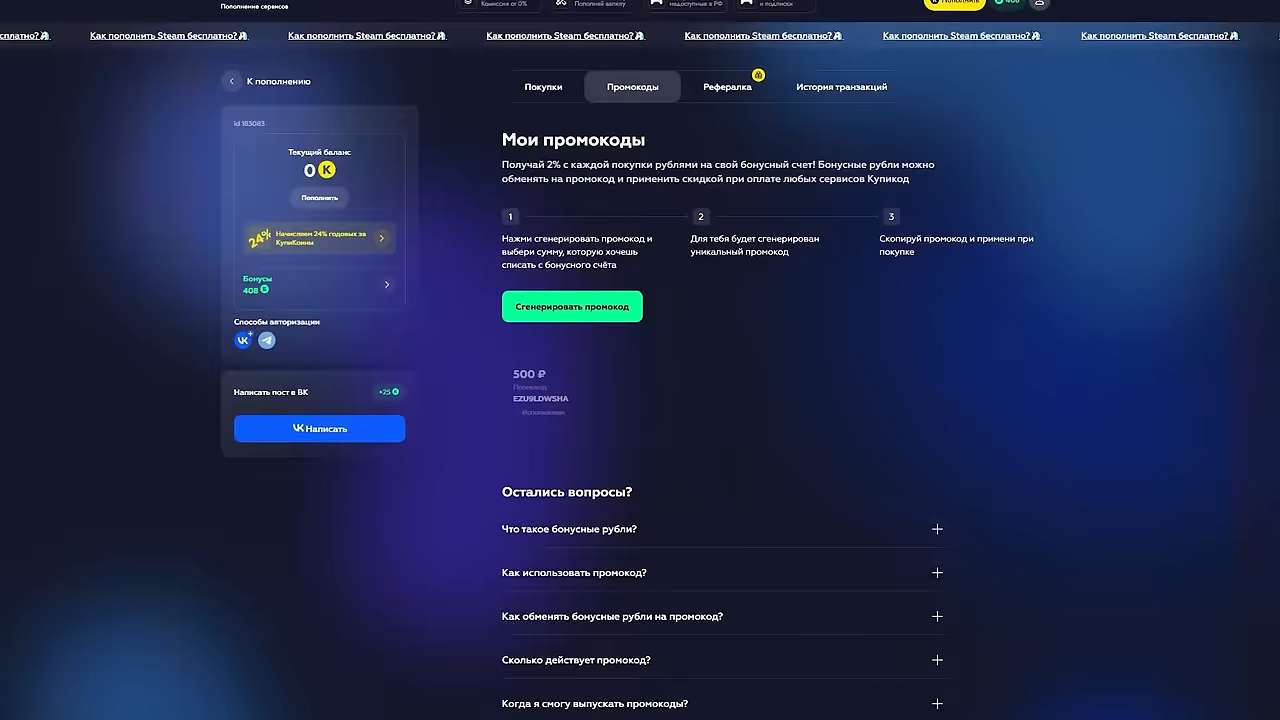 Пополнение сервисов
Комиссия от 0%
Пополняй валюту
недоступные в РФ
и подписки
Пополнить
408
сплатно?
Как пополнить Steam бесплатно?
Как пополнить Steam бесплатно?
Как пополнить Steam бесплатно?
Как пополнить Steam бесплатно?
Как пополнить Steam бесплатно?
Как пополнить Steam бесплатно?
К пополнению
id 183083
Текущий баланс
0 К
Пополнить
24%
Начисляем 24% годовых за
КупиКоины
Бонусы
408
Способы авторизации
Написать пост в ВК
+25
Написать
Покупки
Промокоды
Рефералка
История транзакций
Мои промокоды
Получай 2% с каждой покупки рублями на свой бонусный счет! Бонусные рубли можно
обменять на промокод и применить скидкой при оплате любых сервисов Купикод
1
2
3
Нажми сгенерировать промокод и
выбери сумму, которую хочешь
списать с бонусного счёта
Для тебя будет сгенерирован
уникальный промокод
Скопируй промокод и примени при
покупке
Сгенерировать промокод
500 ₽
Промокод
EZU9LDWSHA
Использован
Остались вопросы?
Что такое бонусные рубли?
Как использовать промокод?
Как обменять бонусные рубли на промокод?
Сколько действует промокод?
Когда я смогу выпускать промокоды?